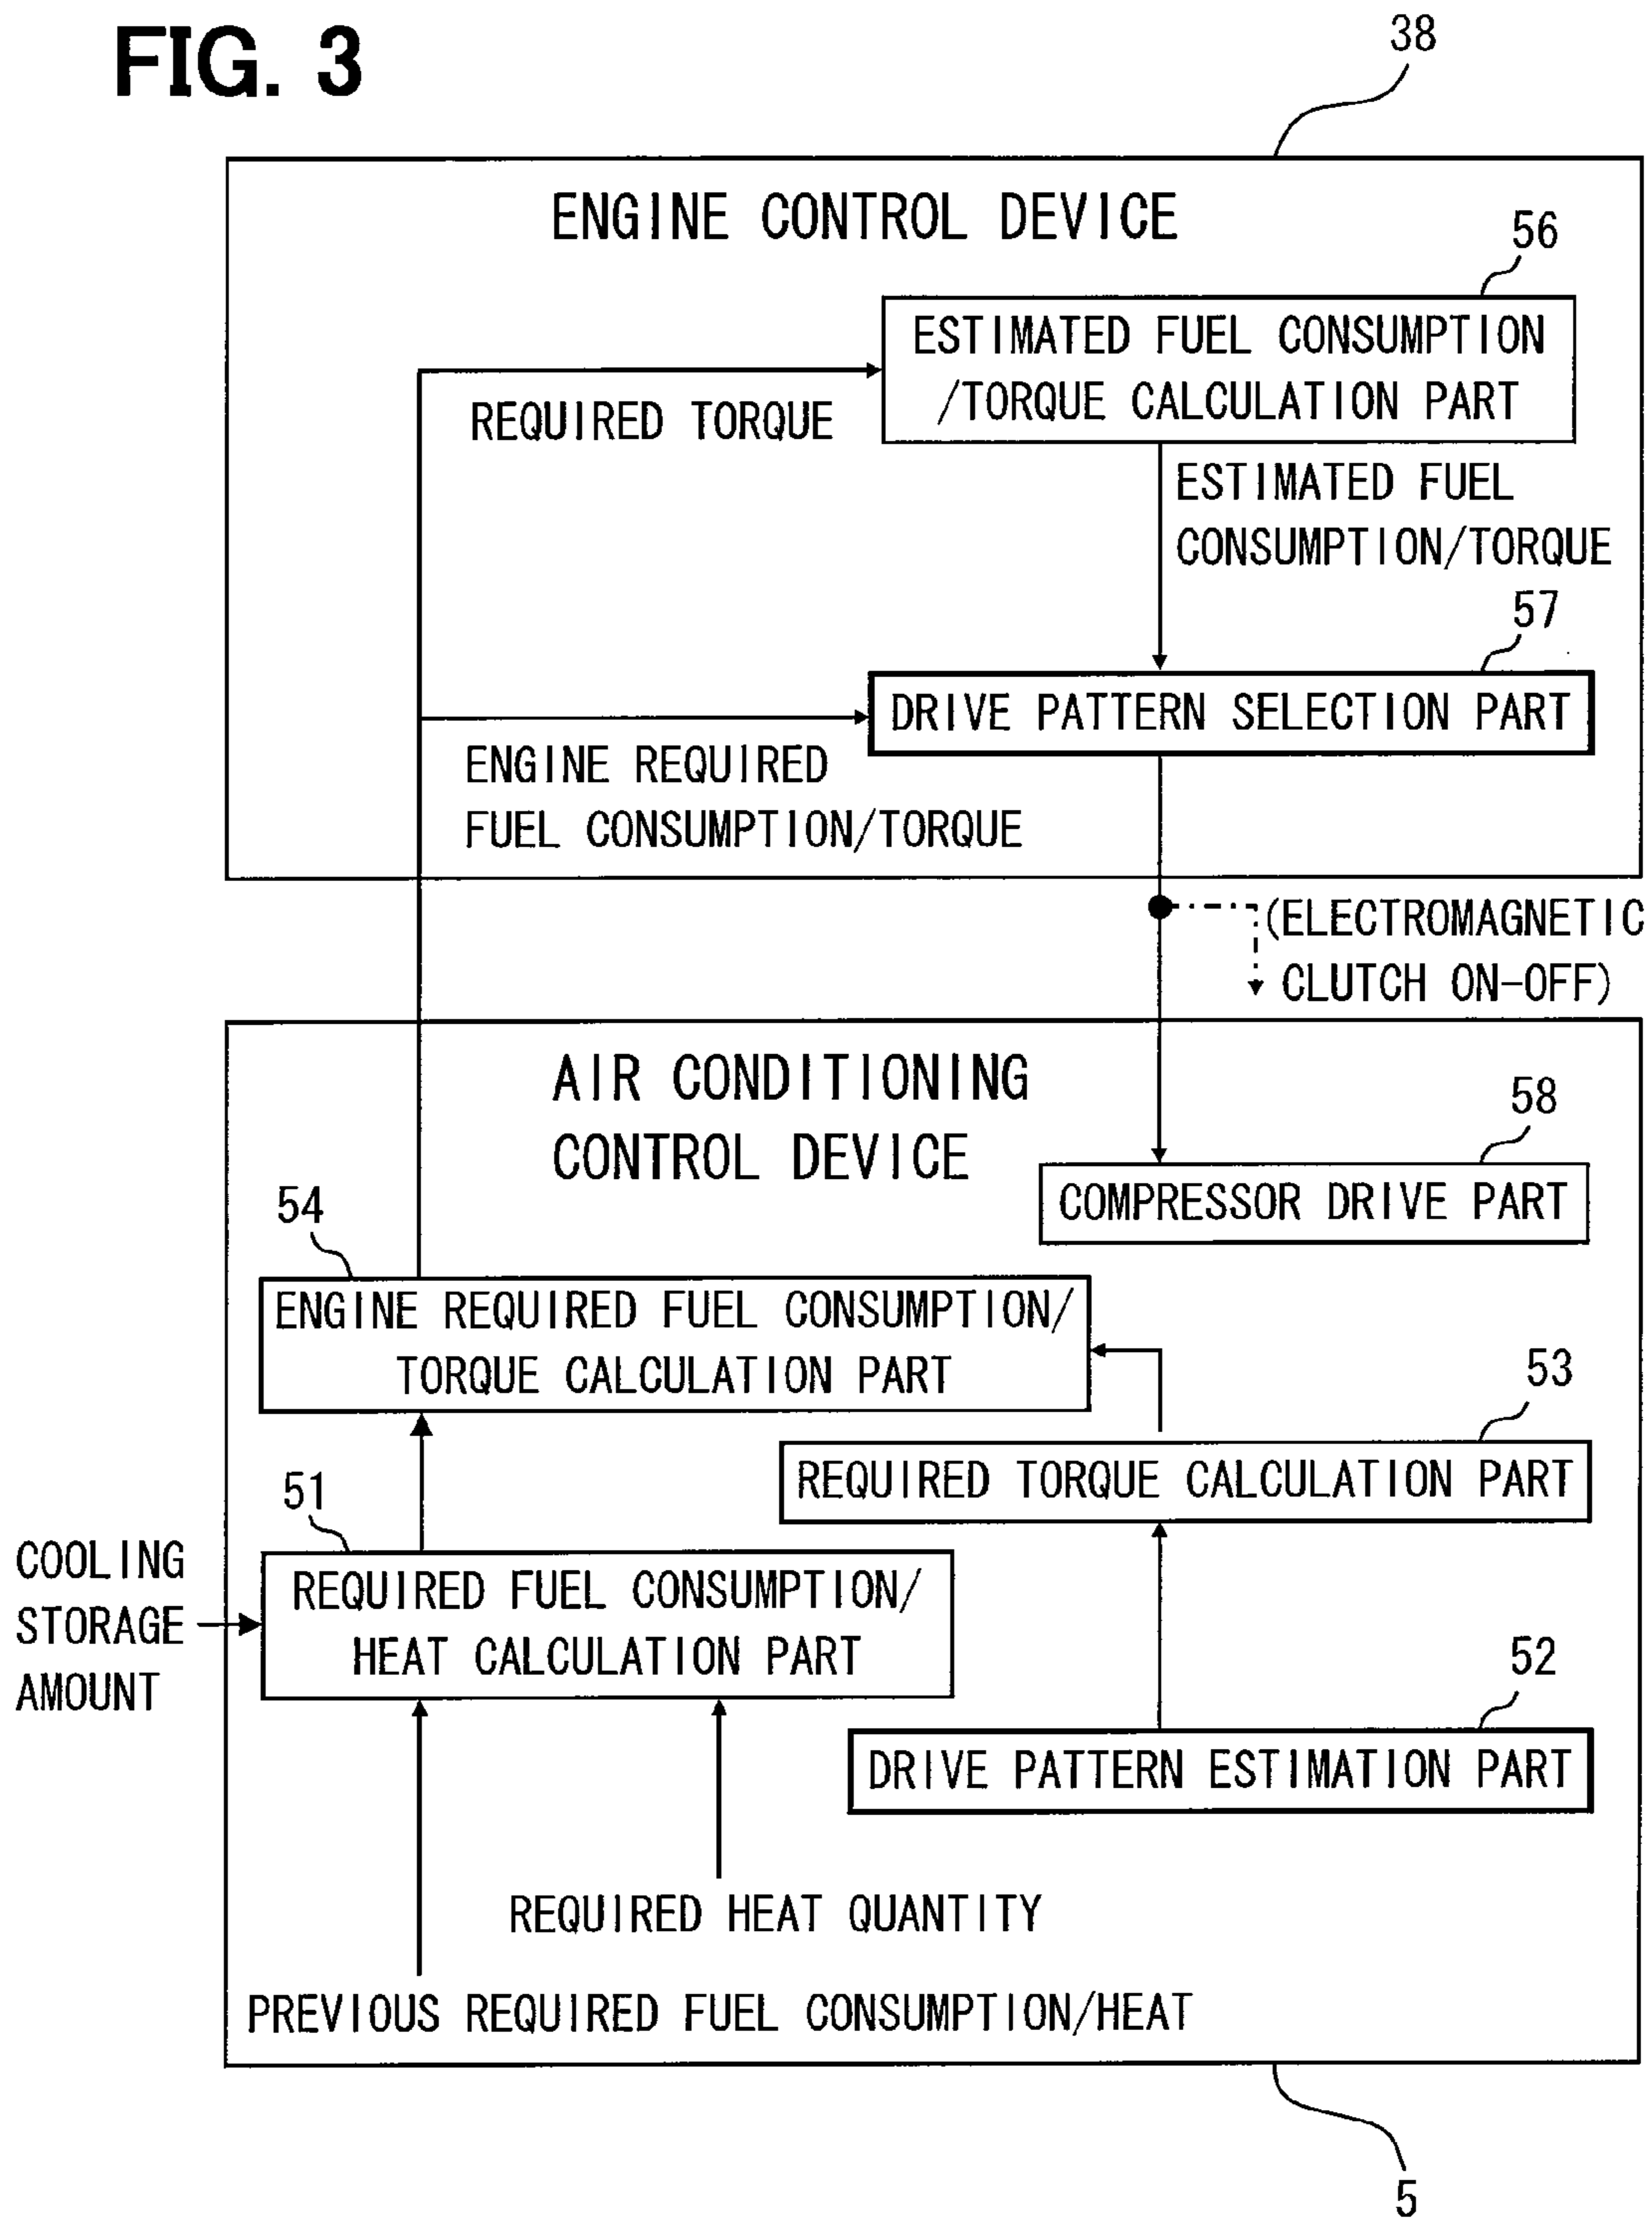 FIG. 3
38
ENGINE CONTROL DEVICE
56
ESTIMATED FUEL CONSUMPTION
/TORQUE CALCULATION PART
REQUIRED TORQUE
ESTIMATED FUEL
CONSUMPTION/TORQUE
57
DRIVE PATTERN SELECTION PART
ENGINE REQUIRED
FUEL CONSUMPTION/TORQUE
(ELECTROMAGNETIC
CLUTCH ON-OFF)
AIR CONDITIONING
CONTROL DEVICE
58
COMPRESSOR DRIVE PART
54
ENGINE REQUIRED FUEL CONSUMPTION/
TORQUE CALCULATION PART
53
REQUIRED TORQUE CALCULATION PART
51
COOLING
STORAGE
AMOUNT
REQUIRED FUEL CONSUMPTION/
HEAT CALCULATION PART
52
DRIVE PATTERN ESTIMATION PART
REQUIRED HEAT QUANTITY
PREVIOUS REQUIRED FUEL CONSUMPTION/HEAT
5